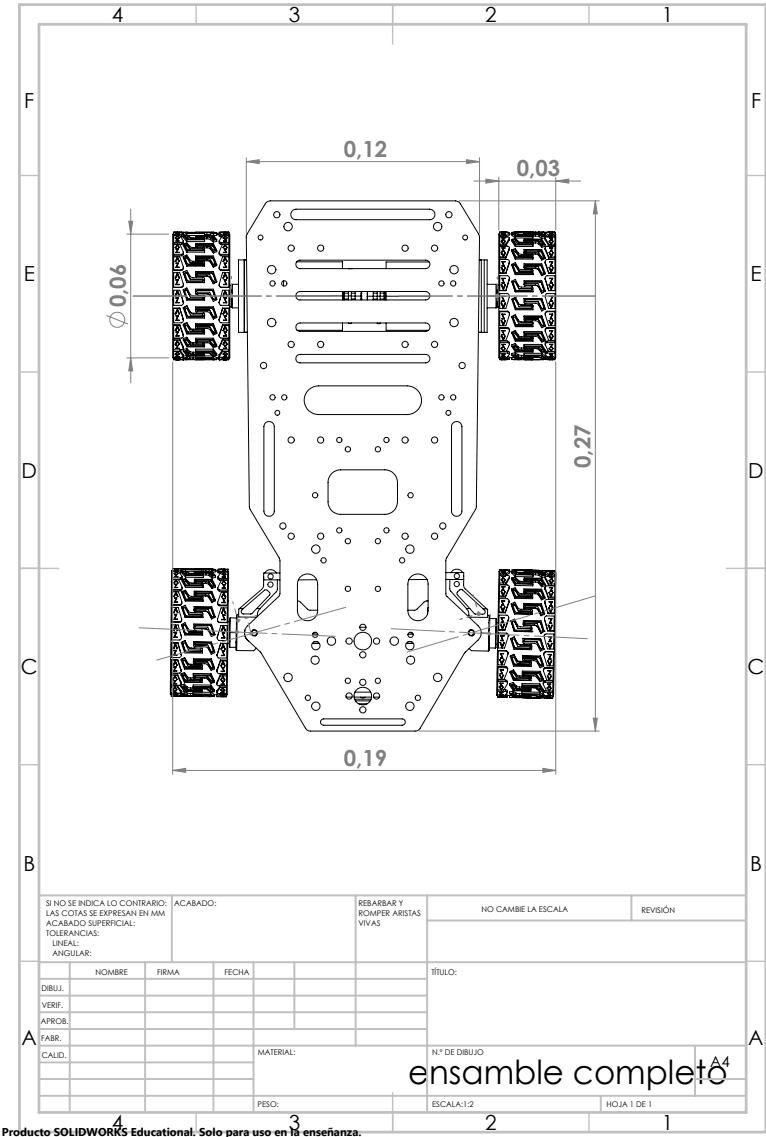 4 3 2 1
F F
0,12
0,03
E E
∅ 0,06
D D
0,27
C C
0,19
B B
SI NO SE INDICA LO CONTRARIO:
LAS COTAS SE EXPRESAN EN MM
ACABADO SUPERFICIAL:
TOLERANCIAS:
LINEAL:
ANGULAR:
ACABADO:
REBARBAR Y
ROMPER ARISTAS
VIVAS
NO CAMBIE LA ESCALA
REVISIÓN
NOMBRE FIRMA FECHA
TÍTULO:
DIBUJ.
VERIF.
APROB.
FABR.
CALID.
A A
MATERIAL:
N.º DE DIBUJO
ensamble completo
A4
PESO:
ESCALA:1:2
HOJA 1 DE 1
4 3 2 1
Producto SOLIDWORKS Educational. Solo para uso en la enseñanza.